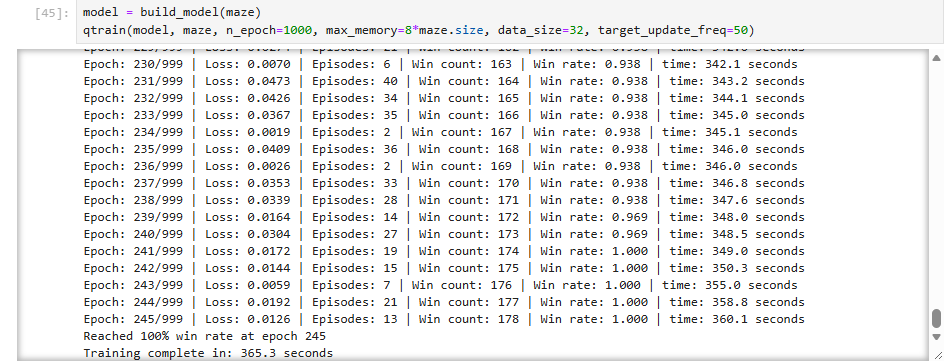 [45]: model = build_model(maze)
qtrain(model, maze, n_epoch=1000, max_memory=8*maze.size, data_size=32, target_update_freq=50)
Epoch: 230/999 | Loss: 0.0070 | Episodes: 6 | Win count: 163 | Win rate: 0.938 | time: 342.1 seconds
Epoch: 231/999 | Loss: 0.0473 | Episodes: 40 | Win count: 164 | Win rate: 0.938 | time: 343.2 seconds
Epoch: 232/999 | Loss: 0.0426 | Episodes: 34 | Win count: 165 | Win rate: 0.938 | time: 344.1 seconds
Epoch: 233/999 | Loss: 0.0367 | Episodes: 35 | Win count: 166 | Win rate: 0.938 | time: 345.0 seconds
Epoch: 234/999 | Loss: 0.0019 | Episodes: 2 | Win count: 167 | Win rate: 0.938 | time: 345.1 seconds
Epoch: 235/999 | Loss: 0.0409 | Episodes: 36 | Win count: 168 | Win rate: 0.938 | time: 346.0 seconds
Epoch: 236/999 | Loss: 0.0026 | Episodes: 2 | Win count: 169 | Win rate: 0.938 | time: 346.0 seconds
Epoch: 237/999 | Loss: 0.0353 | Episodes: 33 | Win count: 170 | Win rate: 0.938 | time: 346.8 seconds
Epoch: 238/999 | Loss: 0.0339 | Episodes: 28 | Win count: 171 | Win rate: 0.938 | time: 347.6 seconds
Epoch: 239/999 | Loss: 0.0164 | Episodes: 14 | Win count: 172 | Win rate: 0.969 | time: 348.0 seconds
Epoch: 240/999 | Loss: 0.0304 | Episodes: 27 | Win count: 173 | Win rate: 0.969 | time: 348.5 seconds
Epoch: 241/999 | Loss: 0.0172 | Episodes: 19 | Win count: 174 | Win rate: 1.000 | time: 349.0 seconds
Epoch: 242/999 | Loss: 0.0144 | Episodes: 15 | Win count: 175 | Win rate: 1.000 | time: 350.3 seconds
Epoch: 243/999 | Loss: 0.0059 | Episodes: 7 | Win count: 176 | Win rate: 1.000 | time: 355.0 seconds
Epoch: 244/999 | Loss: 0.0192 | Episodes: 21 | Win count: 177 | Win rate: 1.000 | time: 358.8 seconds
Epoch: 245/999 | Loss: 0.0126 | Episodes: 13 | Win count: 178 | Win rate: 1.000 | time: 360.1 seconds
Reached 100% win rate at epoch 245
Training complete in: 365.3 seconds